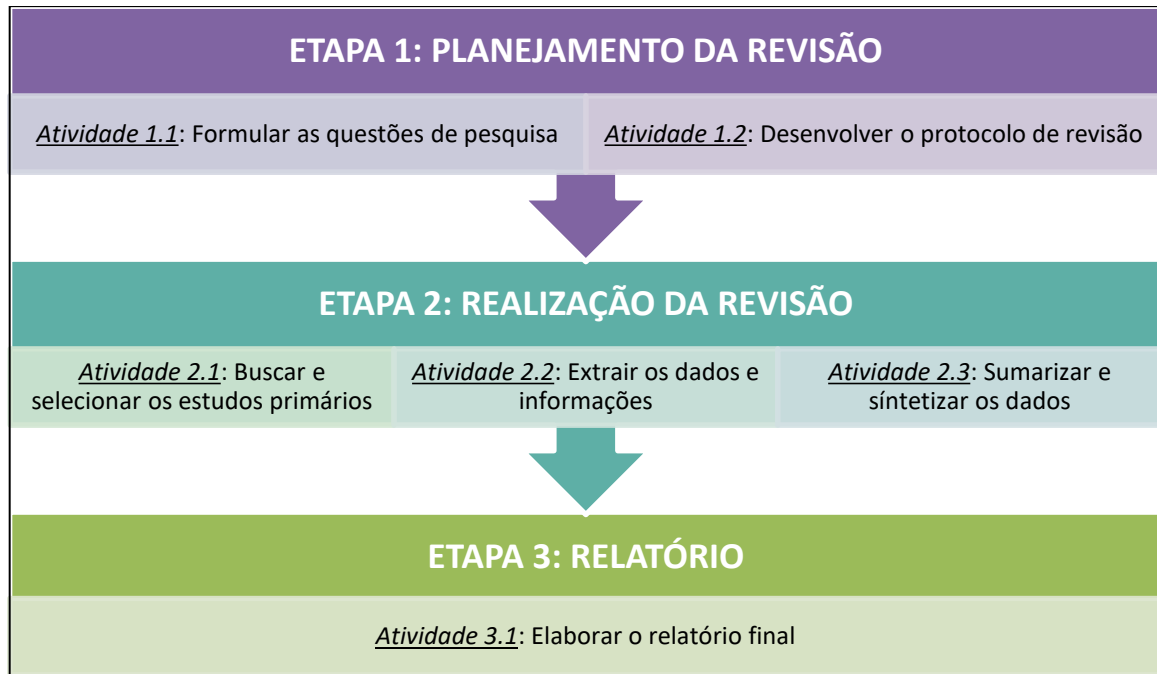 ETAPA 1: PLANEJAMENTO DA REVISÃO
Atividade 1.1: Formular as questões de pesquisa
Atividade 1.2: Desenvolver o protocolo de revisão
ETAPA 2: REALIZAÇÃO DA REVISÃO
Atividade 2.1: Buscar e
selecionar os estudos primários
Atividade 2.2: Extrair os dados e
informações
Atividade 2.3: Sumarizar e
síntetizar os dados
ETAPA 3: RELATÓRIO
Atividade 3.1: Elaborar o relatório final